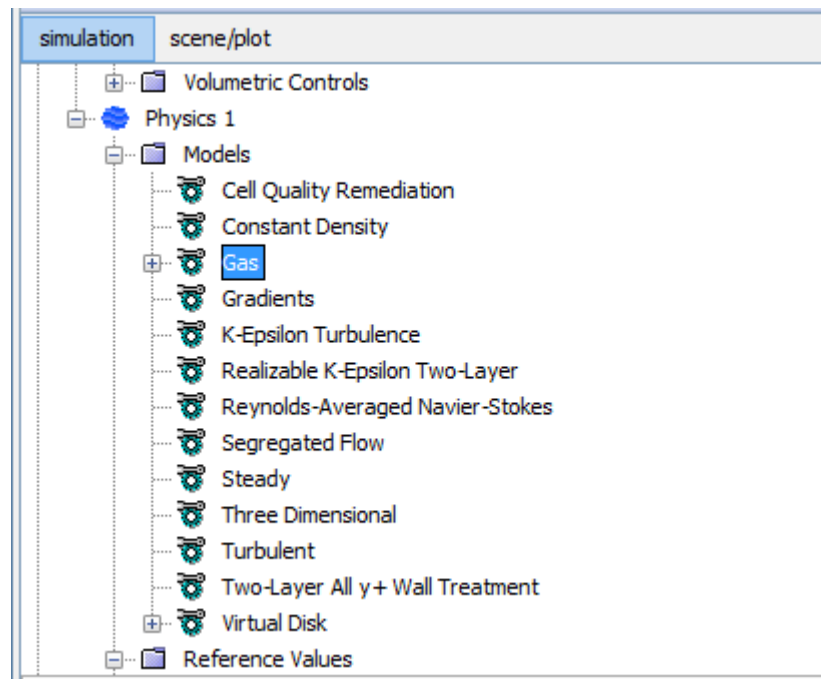 simulation scene/plot
Volumetric Controls
Physics 1
Models
Cell Quality Remediation
Constant Density
Gas
Gradients
K-Epsilon Turbulence
Realizable K-Epsilon Two-Layer
Reynolds-Averaged Navier-Stokes
Segregated Flow
Steady
Three Dimensional
Turbulent
Two-Layer All y+ Wall Treatment
Virtual Disk
Reference Values